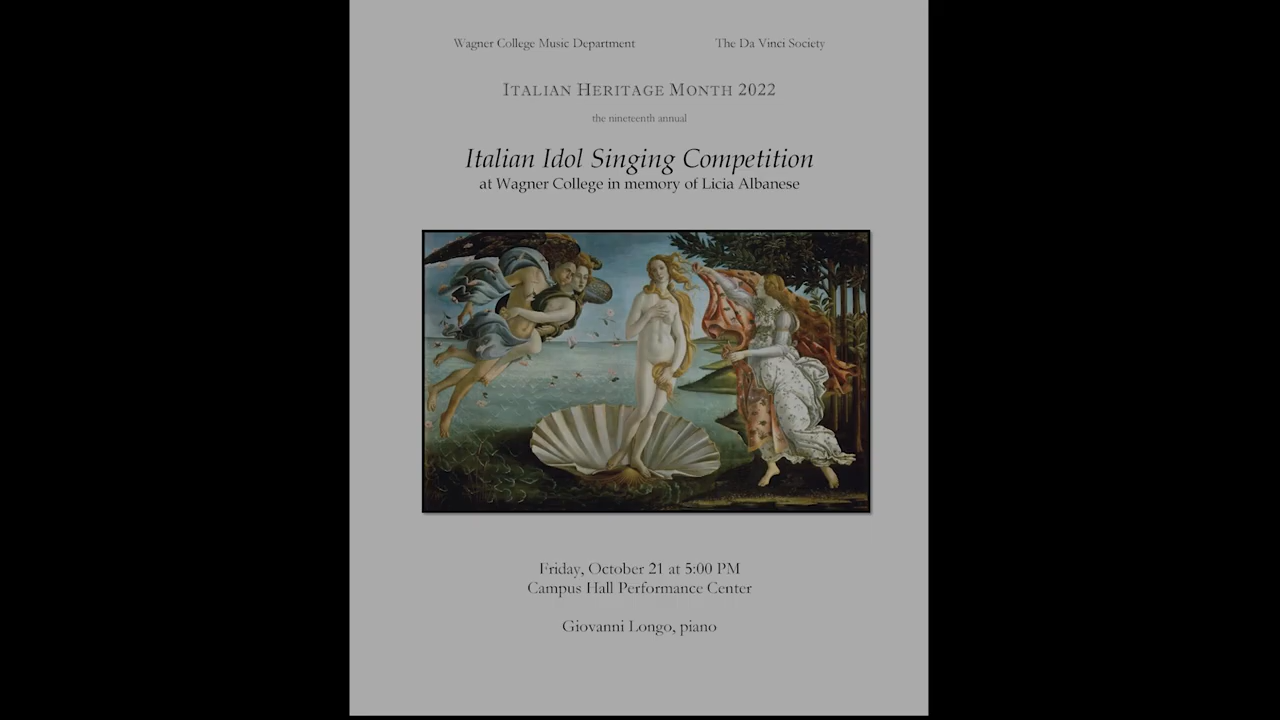 Wagner College Music Department The Da Vinci Society
ITALIAN HERITAGE MONTH 2022
the nineteenth annual
Italian Idol Singing Competition
at Wagner College in memory of Licia Albanese
Friday, October 21 at 5:00 PM
Campus Hall Performance Center
Giovanni Longo, piano